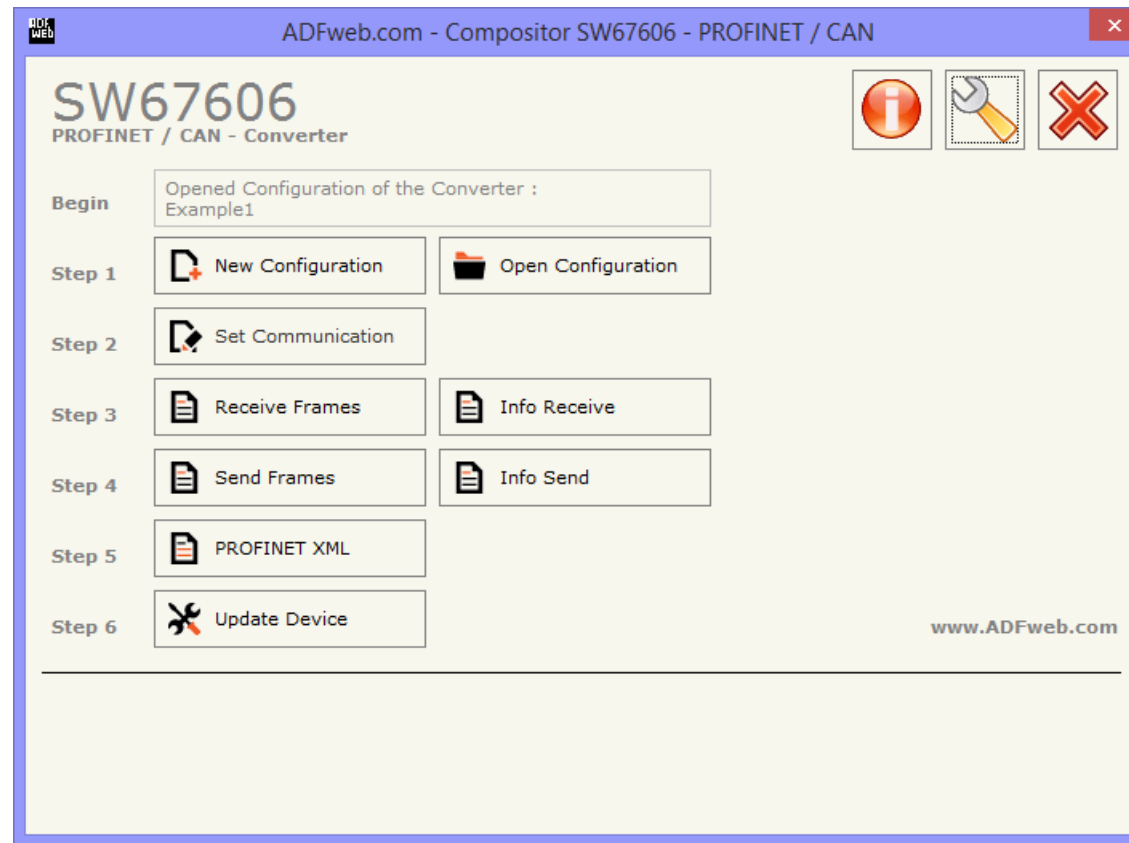 ADF
WEB
ADFweb.com - Compositor SW67606 - PROFINET / CAN
SW67606
PROFINET / CAN - Converter
Begin
Opened Configuration of the Converter :
Example1
Step 1
New Configuration
Open Configuration
Step 2
Set Communication
Step 3
Receive Frames
Info Receive
Step 4
Send Frames
Info Send
Step 5
PROFINET XML
Step 6
Update Device
www.ADFweb.com